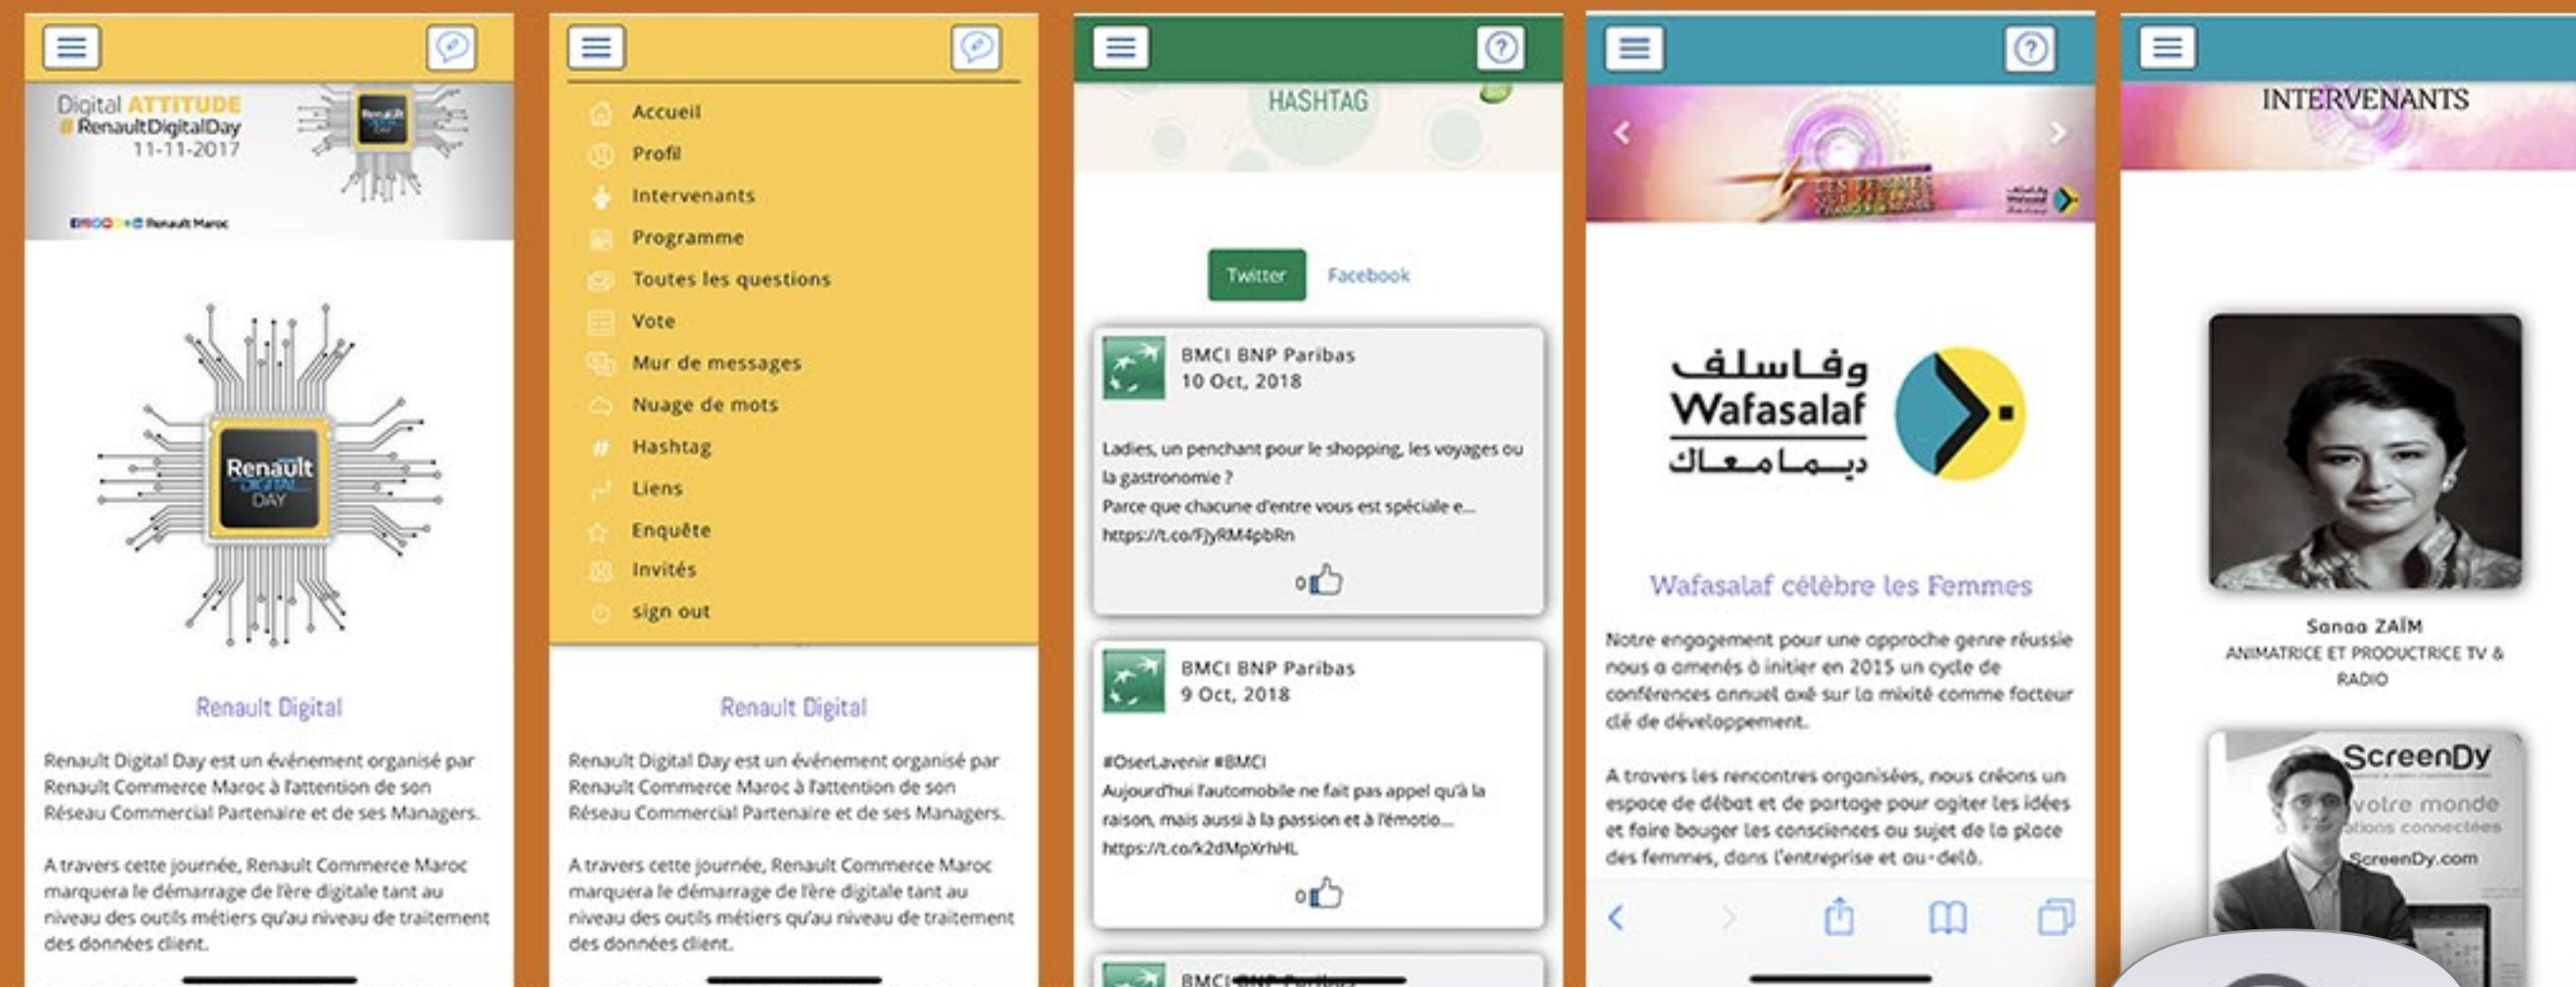 Digital ATTITUDE
#RenaultDigitalDay
11-11-2017
Renault Maroc
Renault
DIGITAL
DAY
Renault Digital
Renault Digital Day est un événement organisé par
Renault Commerce Maroc à l'attention de son
Réseau Commercial Partenaire et de ses Managers.
A travers cette journée, Renault Commerce Maroc
marquera le démarrage de l'ère digitale tant au
niveau des outils métiers qu'au niveau de traitement
des données client.
Accueil
Profil
Intervenants
Programme
Toutes les questions
Vote
Mur de messages
Nuage de mots
Hashtag
Liens
Enquête
Invités
sign out
Renault Digital
Renault Digital Day est un événement organisé par
Renault Commerce Maroc à l'attention de son
Réseau Commercial Partenaire et de ses Managers.
A travers cette journée, Renault Commerce Maroc
marquera le démarrage de l'ère digitale tant au
niveau des outils métiers qu'au niveau de traitement
des données client.
HASHTAG
Twitter
Facebook
BMCI BNP Paribas
10 Oct, 2018
Ladies, un penchant pour le shopping, les voyages ou
la gastronomie ?
Parce que chacune d'entre vous est spéciale e...
https://t.co/FJyRM4pbRn
0
BMCI BNP Paribas
9 Oct, 2018
#OserLavenir #BMCI
Aujourd'hui l'automobile ne fait pas appel qu'à la
raison, mais aussi à la passion et à l'émotio...
https://t.co/k2dMpXrhHL
0
BMCI BNP Paribas
وفاسلف
Wafasalaf
ديما معاك
Wafasalaf célèbre les Femmes
Notre engagement pour une approche genre réussie
nous a amenés à initier en 2015 un cycle de
conférences annuel axé sur la mixité comme facteur
clé de développement.
A travers les rencontres organisées, nous créons un
espace de débat et de partage pour agiter les idées
et faire bouger les consciences au sujet de la place
des femmes, dans l'entreprise et au-delà.
INTERVENANTS
Sanaa ZAÏM
ANIMATRICE ET PRODUCTRICE TV &
RADIO
ScreenDy
votre monde
connectées
ScreenDy.com